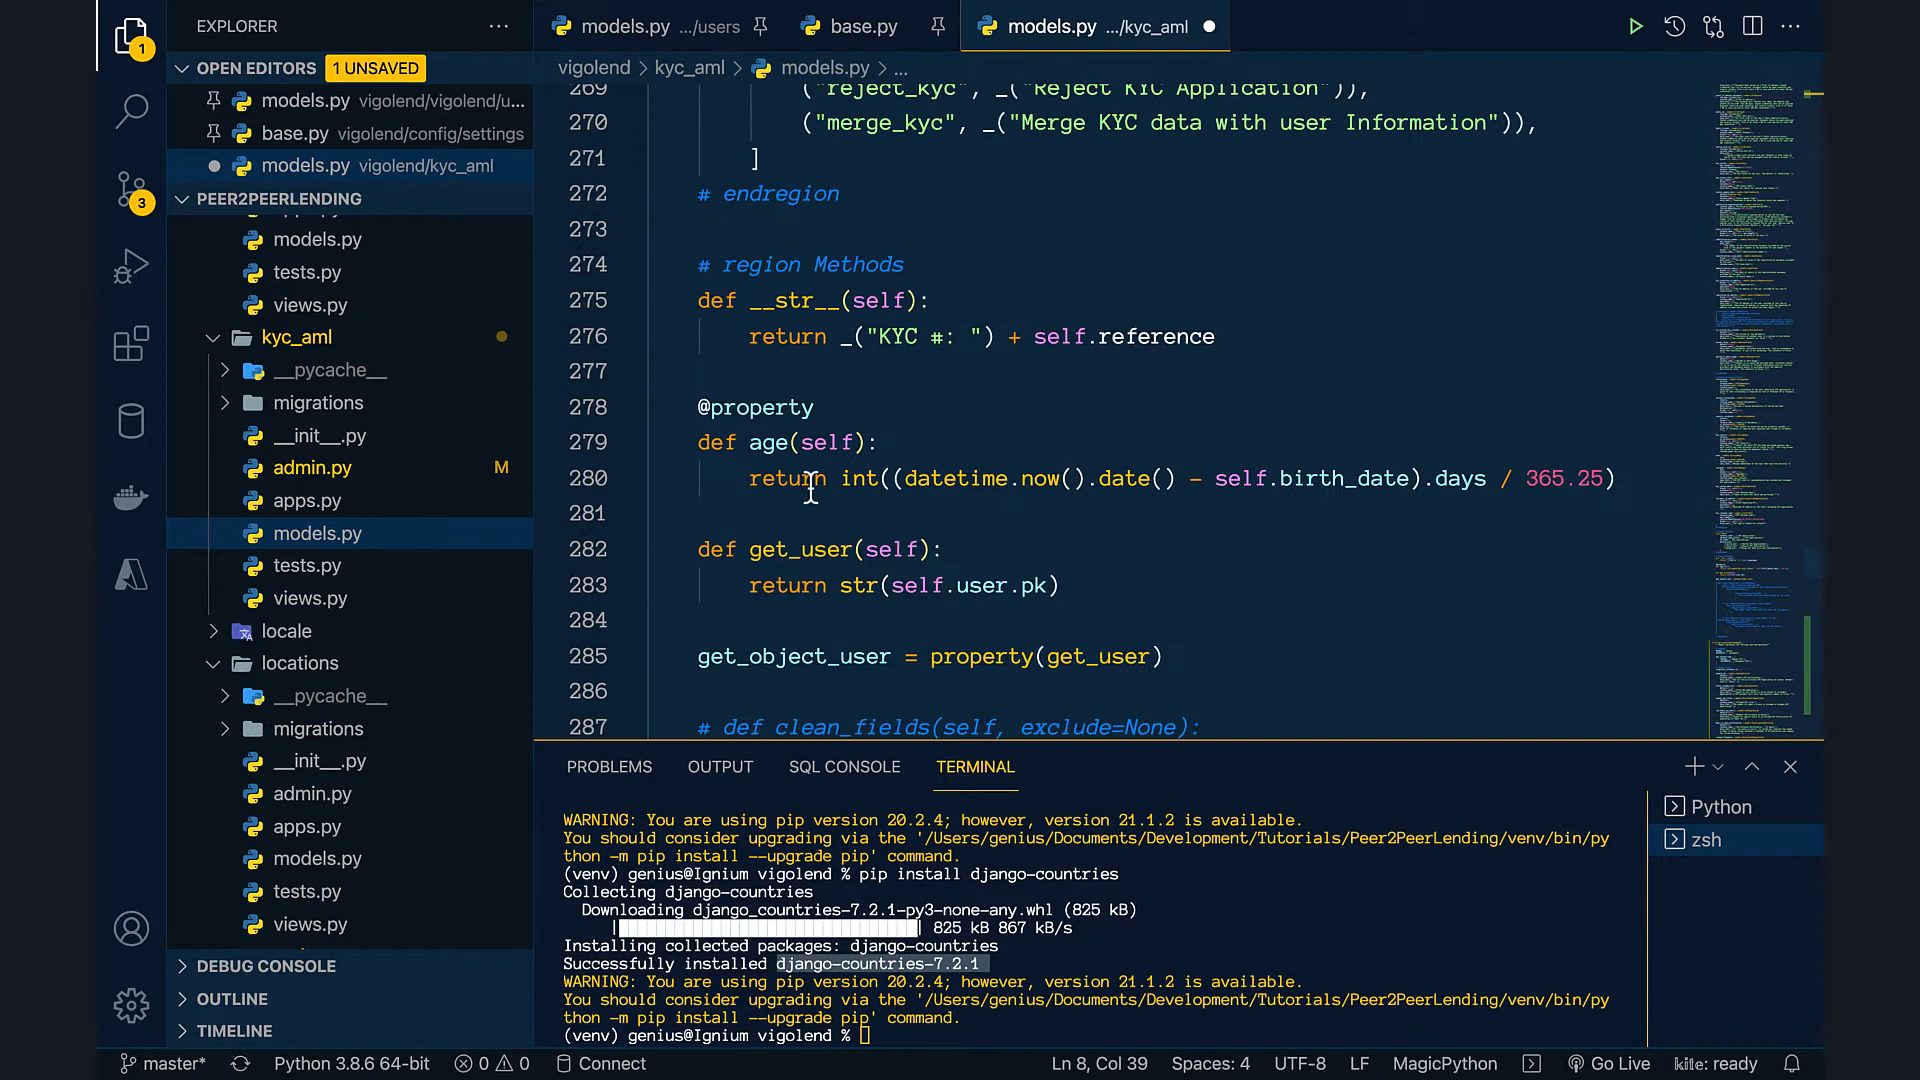 EXPLORER
models.py .../users
base.py
models.py .../kyc_aml
OPEN EDITORS 1 UNSAVED
models.py vigolend/vigolend/u...
base.py vigolend/config/settings
models.py vigolend/kyc_aml
PEER2PEERLENDING
models.py
tests.py
views.py
kyc_aml
__pycache__
migrations
__init__.py
admin.py M
apps.py
models.py
tests.py
views.py
locale
locations
__pycache__
migrations
__init__.py
admin.py
apps.py
models.py
tests.py
views.py
DEBUG CONSOLE
OUTLINE
TIMELINE
1
3
vigolend > kyc_aml > models.py > ...
269 ("reject_kyc", _("Reject KYC Application")),
270 ("merge_kyc", _("Merge KYC data with user Information")),
271 ]
272 # endregion
273
274 # region Methods
275 def __str__(self):
276 return _("KYC #: ") + self.reference
277
278 @property
279 def age(self):
280 return int((datetime.now().date() - self.birth_date).days / 365.25)
281
282 def get_user(self):
283 return str(self.user.pk)
284
285 get_object_user = property(get_user)
286
287 # def clean_fields(self, exclude=None):
PROBLEMS OUTPUT SQL CONSOLE TERMINAL
WARNING: You are using pip version 20.2.4; however, version 21.1.2 is available.
You should consider upgrading via the '/Users/genius/Documents/Development/Tutorials/Peer2PeerLending/venv/bin/py
thon -m pip install --upgrade pip' command.
(venv) genius@Ignium vigolend % pip install django-countries
Collecting django-countries
Downloading django_countries-7.2.1-py3-none-any.whl (825 kB)
| | 825 kB 867 kB/s
Installing collected packages: django-countries
Successfully installed django-countries-7.2.1
WARNING: You are using pip version 20.2.4; however, version 21.1.2 is available.
You should consider upgrading via the '/Users/genius/Documents/Development/Tutorials/Peer2PeerLending/venv/bin/py
thon -m pip install --upgrade pip' command.
(venv) genius@Ignium vigolend %
Python
zsh
master* Python 3.8.6 64-bit 0 0 Connect Ln 8, Col 39 Spaces: 4 UTF-8 LF MagicPython Go Live kite: ready